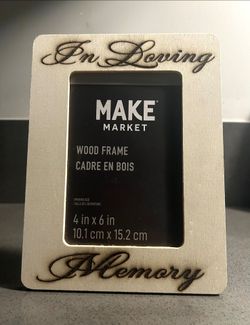 In Loving
MAKE
MARKET
WOOD FRAME
CADRE EN BOIS
4 in x 6 in
10.1 cm x 15.2 cm
Memory